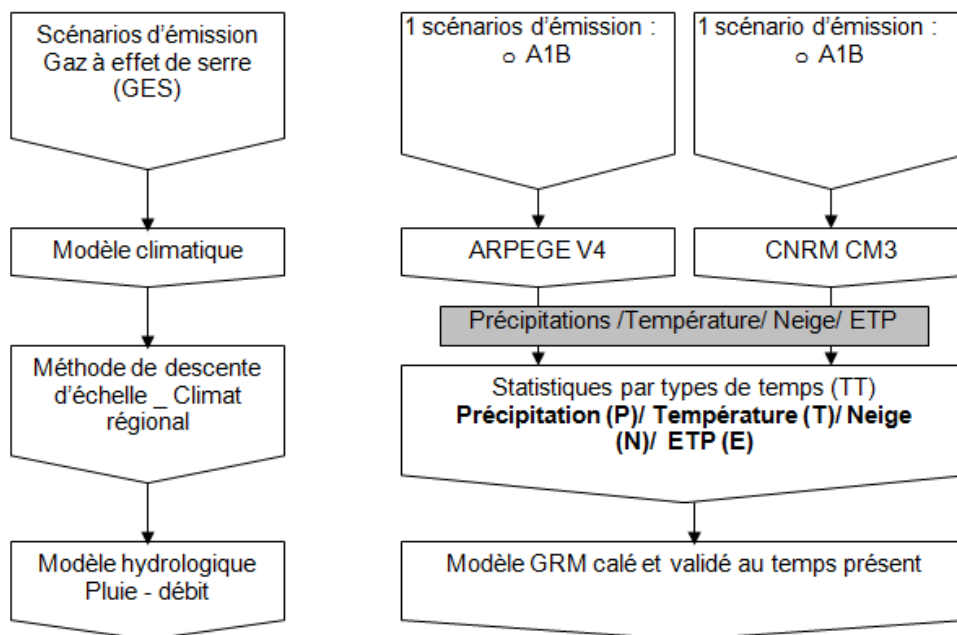 Scénarios d'émission
Gaz à effet de serre
(GES)
1 scénarios d'émission :
o A1B
1 scénario d'émission :
o A1B
Modèle climatique
ARPEGE V4
CNRM CM3
Précipitations /Température/ Neige/ ETP
Méthode de descente
d'échelle _ Climat
régional
Statistiques par types de temps (TT)
Précipitation (P)/ Température (T)/ Neige
(N)/ ETP (E)
Modèle hydrologique
Pluie - débit
Modèle GRM calé et validé au temps présent